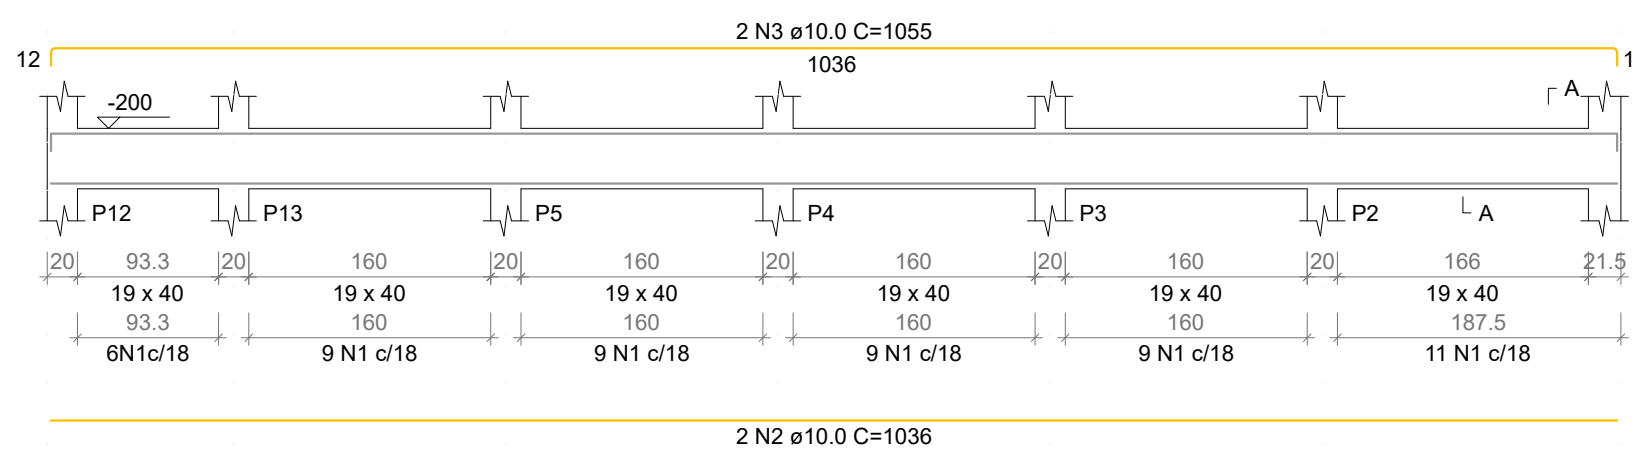 2 N3 ø10.0 C=1055
12 1036 1
-200 A
P12 P13 P5 P4 P3 P2 A
20 93.3 20 160 20 160 20 160 20 160 20 166 21.5
19 x 40 19 x 40 19 x 40 19 x 40 19 x 40 19 x 40
93.3 160 160 160 160 187.5
6N1c/18 9 N1 c/18 9 N1 c/18 9 N1 c/18 9 N1 c/18 11 N1 c/18
2 N2 ø10.0 C=1036